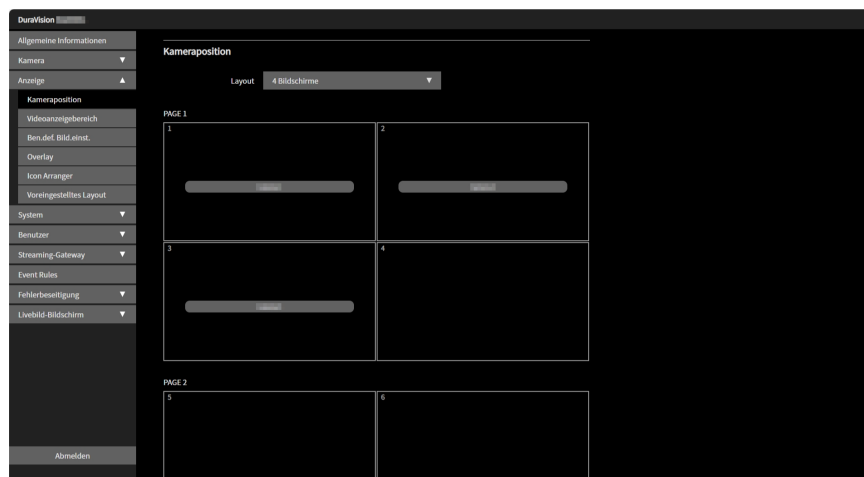 DuraVision
Allgemeine Informationen
Kamera
Anzeige
Kameraposition
Videoanzeigebereich
Ben.def. Bild.einst.
Overlay
Icon Arranger
Voreingestelltes Layout
System
Benutzer
Streaming-Gateway
Event Rules
Fehlerbeseitigung
Livebild-Bildschirm
Abmelden
Kameraposition
Layout 4 Bildschirme
PAGE 1
1 2
3 4
PAGE 2
5 6